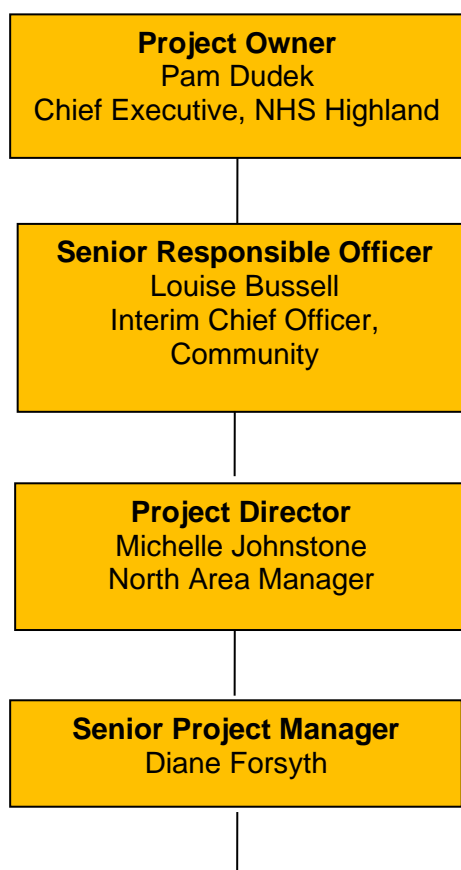 Project Owner
Pam Dudek
Chief Executive, NHS Highland
Senior Responsible Officer
Louise Bussell
Interim Chief Officer,
Community
Project Director
Michelle Johnstone
North Area Manager
Senior Project Manager
Diane Forsyth